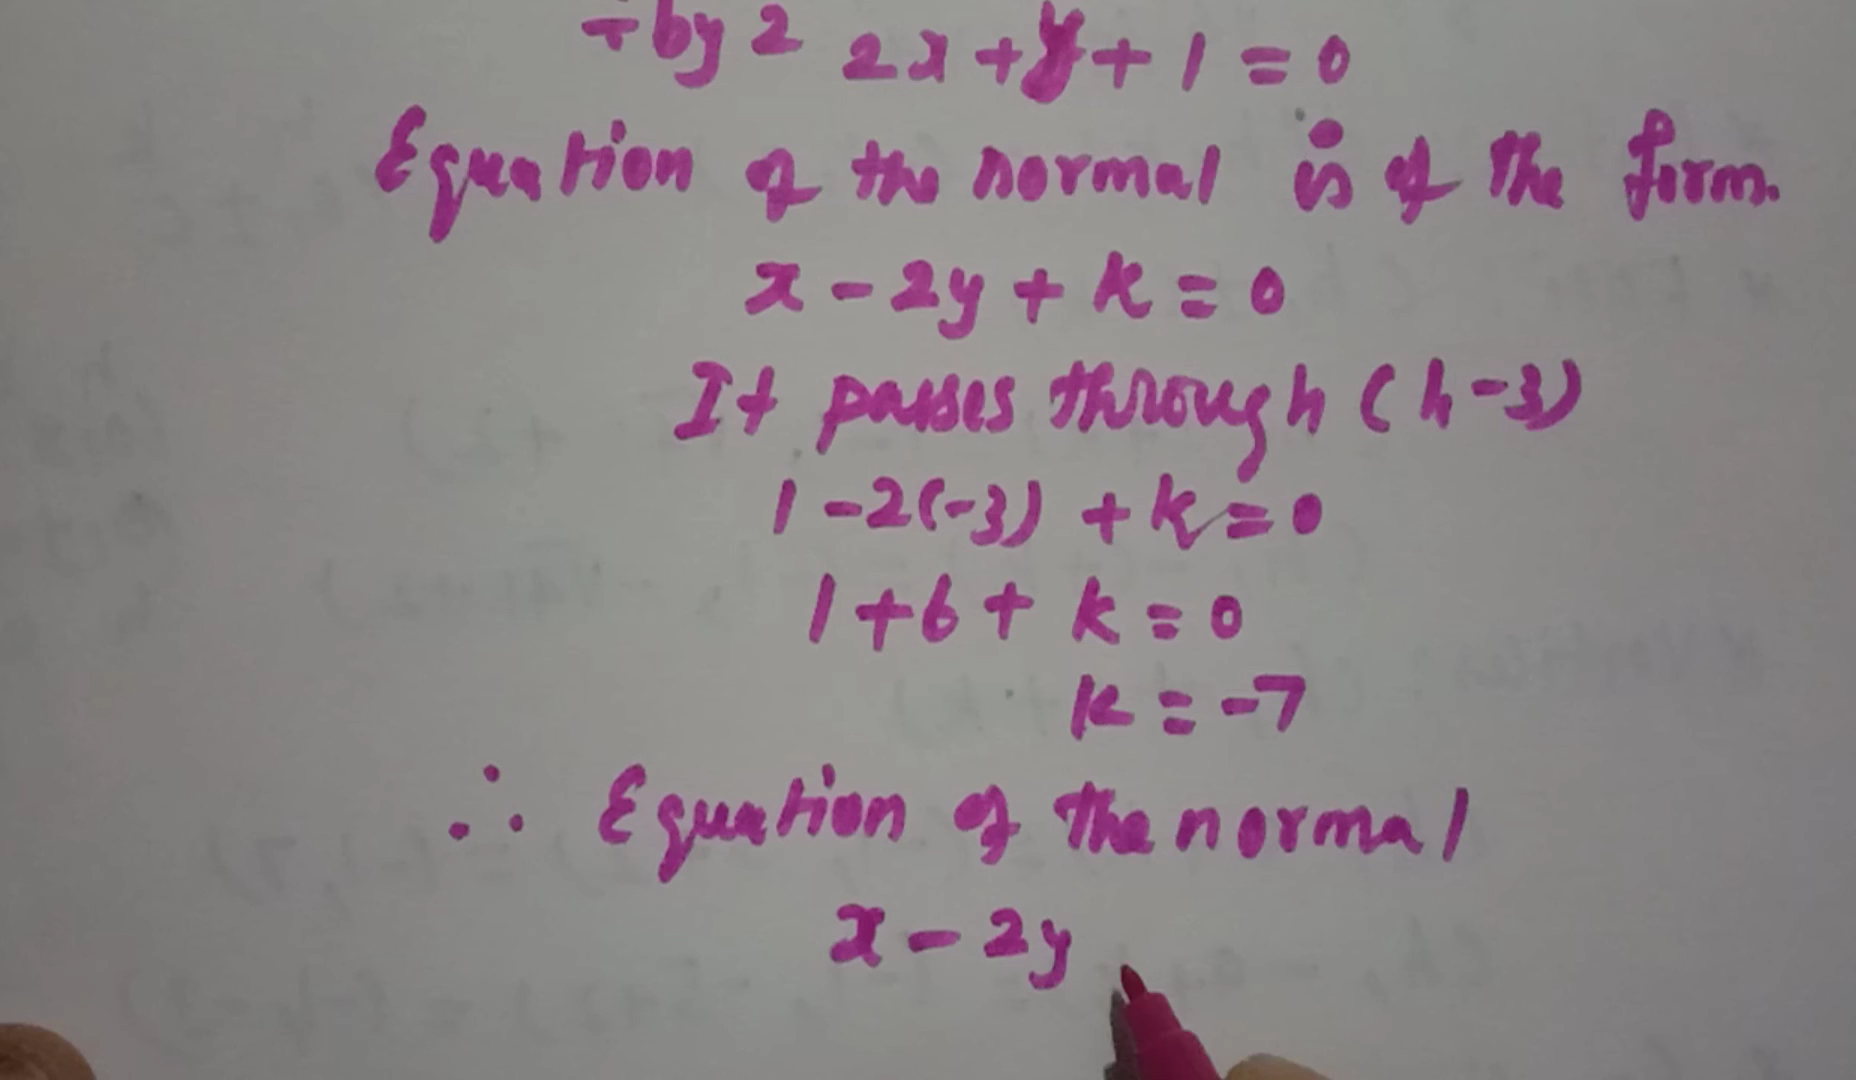 ÷ by 2 2x + y + 1 = 0
Equation of the normal is of the form.
x - 2y + k = 0
It passes through (1, -3)
1 - 2(-3) + k = 0
1 + 6 + k = 0
k = -7
∴ Equation of the normal
x - 2y